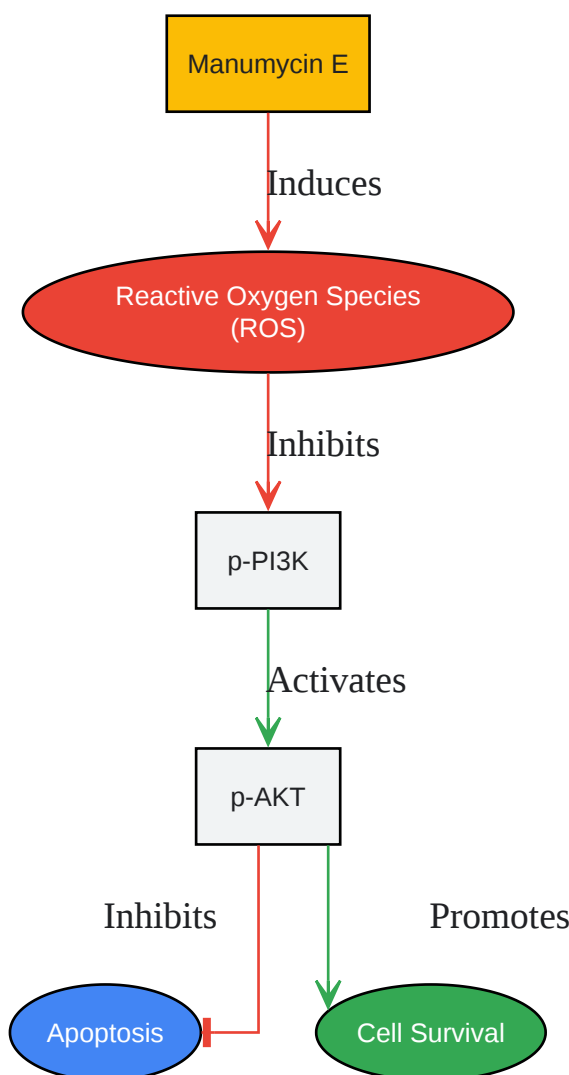 Manumycin E
Induces
Reactive Oxygen Species
(ROS)
Inhibits
p-PI3K
Activates
p-AKT
Inhibits
Promotes
Apoptosis
Cell Survival